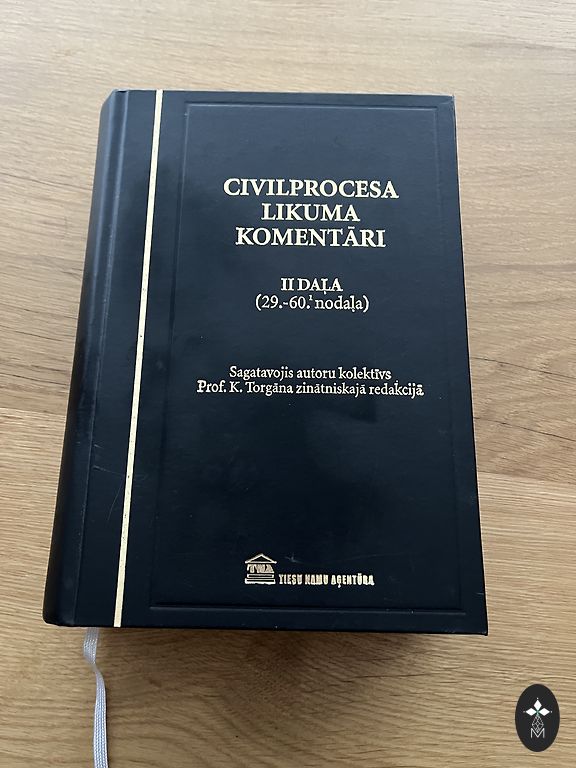 CIVILPROCESA
LIKUMA
KOMENTĀRI
II DAĻA
(29.-60.¹ nodaļa)
Sagatavojis autoru kolektīvs
Prof. K. Torgāna zinātniskajā redakcijā
TNA
TIESU NAMU AĢENTŪRA
M